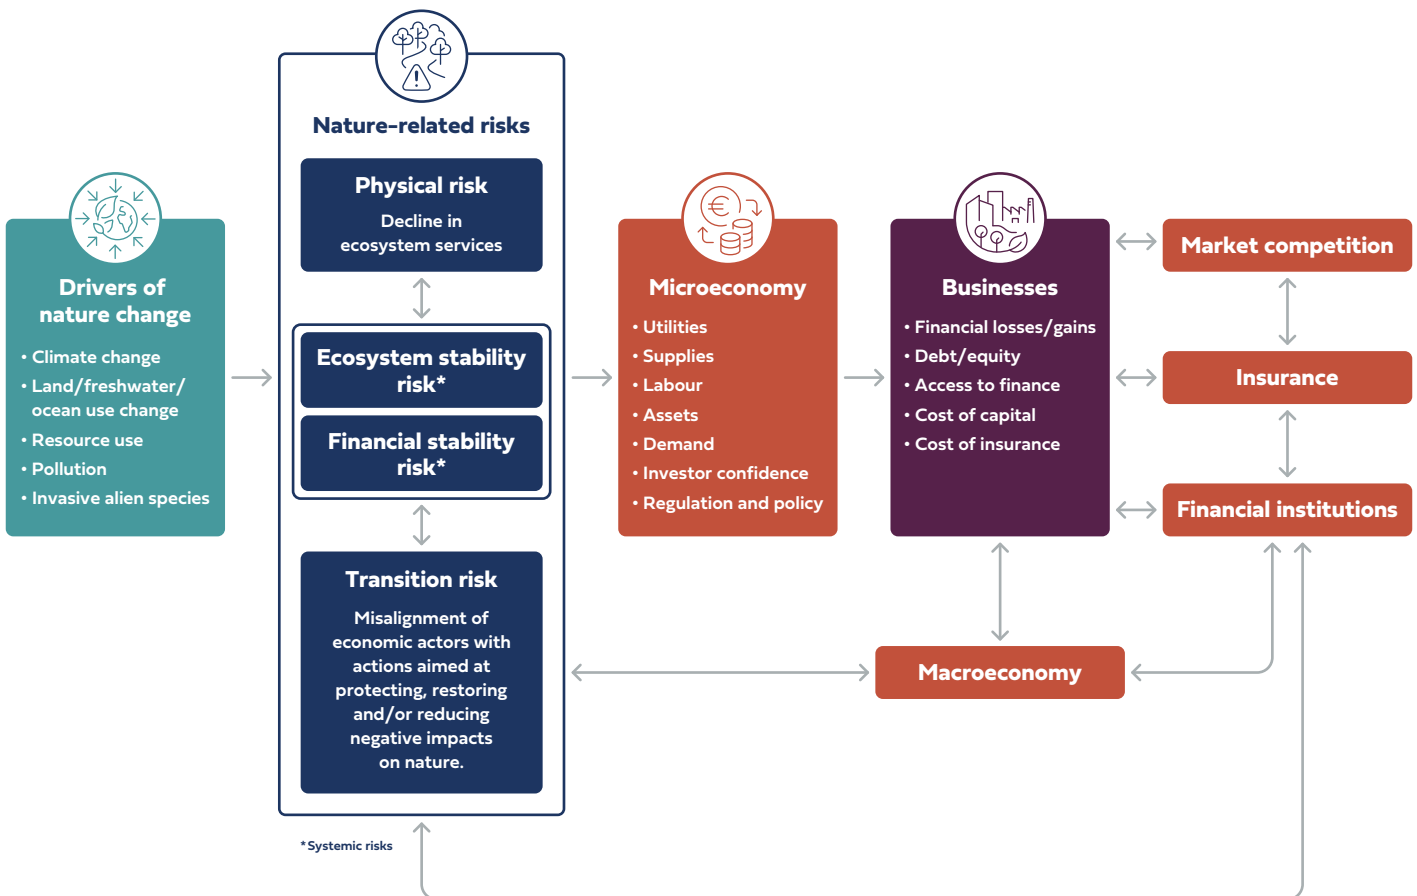 Nature-related risks
Physical risk
Decline in
ecosystem services
Ecosystem stability
risk*
Financial stability
risk*
Transition risk
Misalignment of
economic actors with
actions aimed at
protecting, restoring
and/or reducing
negative impacts
on nature.
*Systemic risks
Drivers of
nature change
• Climate change
• Land/freshwater/
ocean use change
• Resource use
• Pollution
• Invasive alien species
€
Microeconomy
• Utilities
• Supplies
• Labour
• Assets
• Demand
• Investor confidence
• Regulation and policy
Businesses
• Financial losses/gains
• Debt/equity
• Access to finance
• Cost of capital
• Cost of insurance
Market competition
Insurance
Financial institutions
Macroeconomy